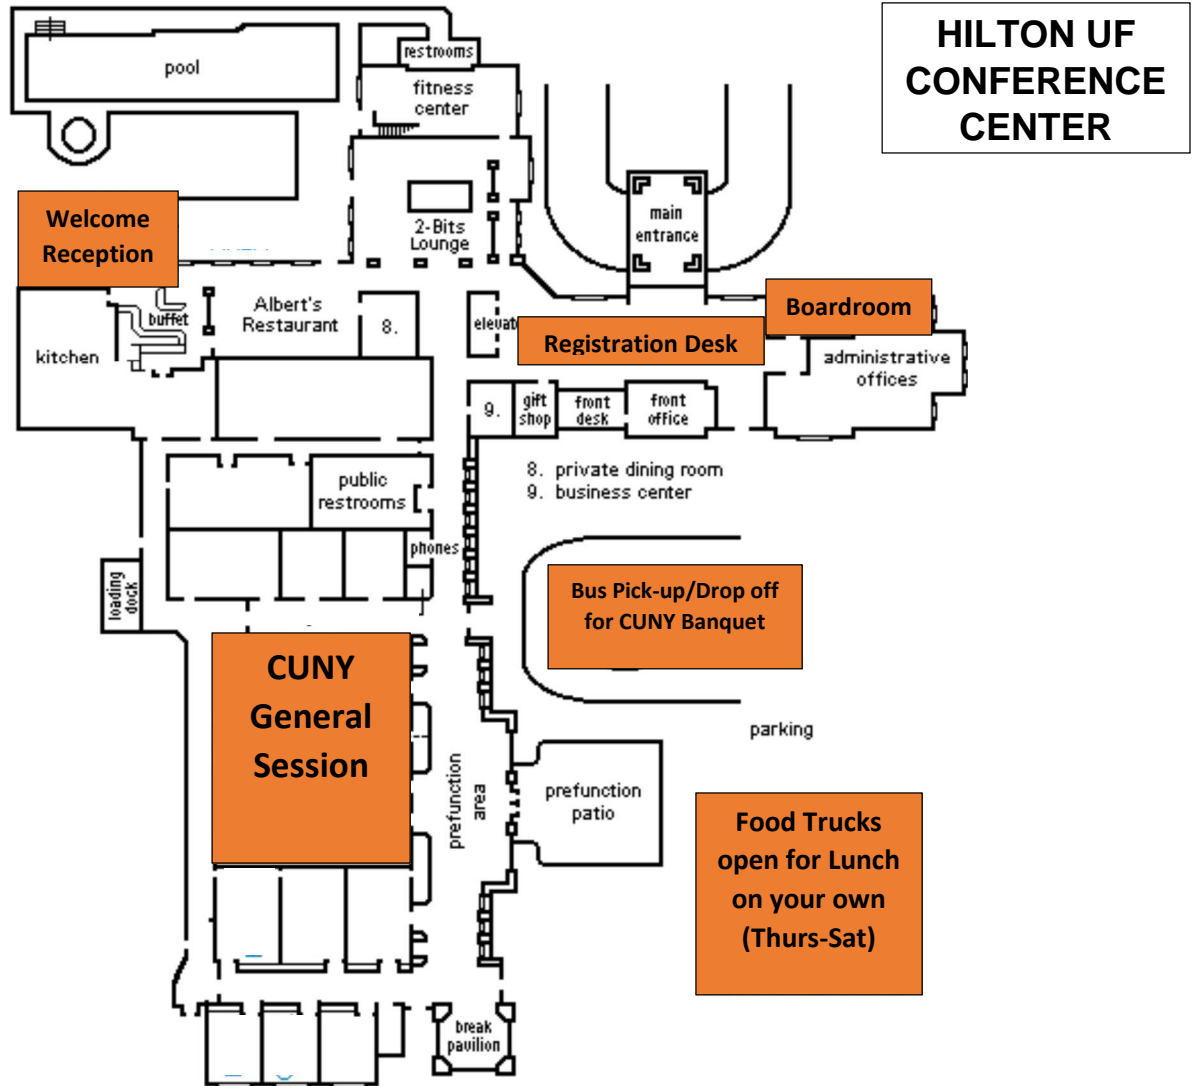 HILTON UF
CONFERENCE
CENTER
restrooms
pool
fitness
center
Welcome
Reception
2-Bits
Lounge
main
entrance
buffet
Albert's
Restaurant
8.
Boardroom
Registration Desk
kitchen
administrative
offices
9.
gift
shop
front
desk
front
office
8. private dining room
9. business center
public
restrooms
phones
loading
dock
Bus Pick-up/Drop off
for CUNY Banquet
CUNY
General
Session
parking
prefunction
area
prefunction
patio
Food Trucks
open for Lunch
on your own
(Thurs-Sat)
break
pavilion